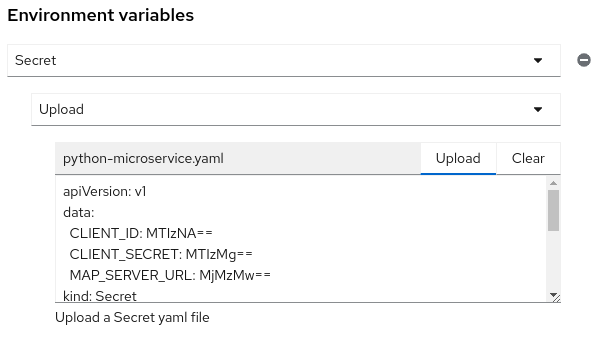 Environment variables
Secret
Upload
python-microservice.yaml
Upload
Clear
apiVersion: v1
data:
CLIENT_ID: MTIzNA==
CLIENT_SECRET: MTIzMg==
MAP_SERVER_URL: MjMzMw==
kind: Secret
Upload a Secret yaml file